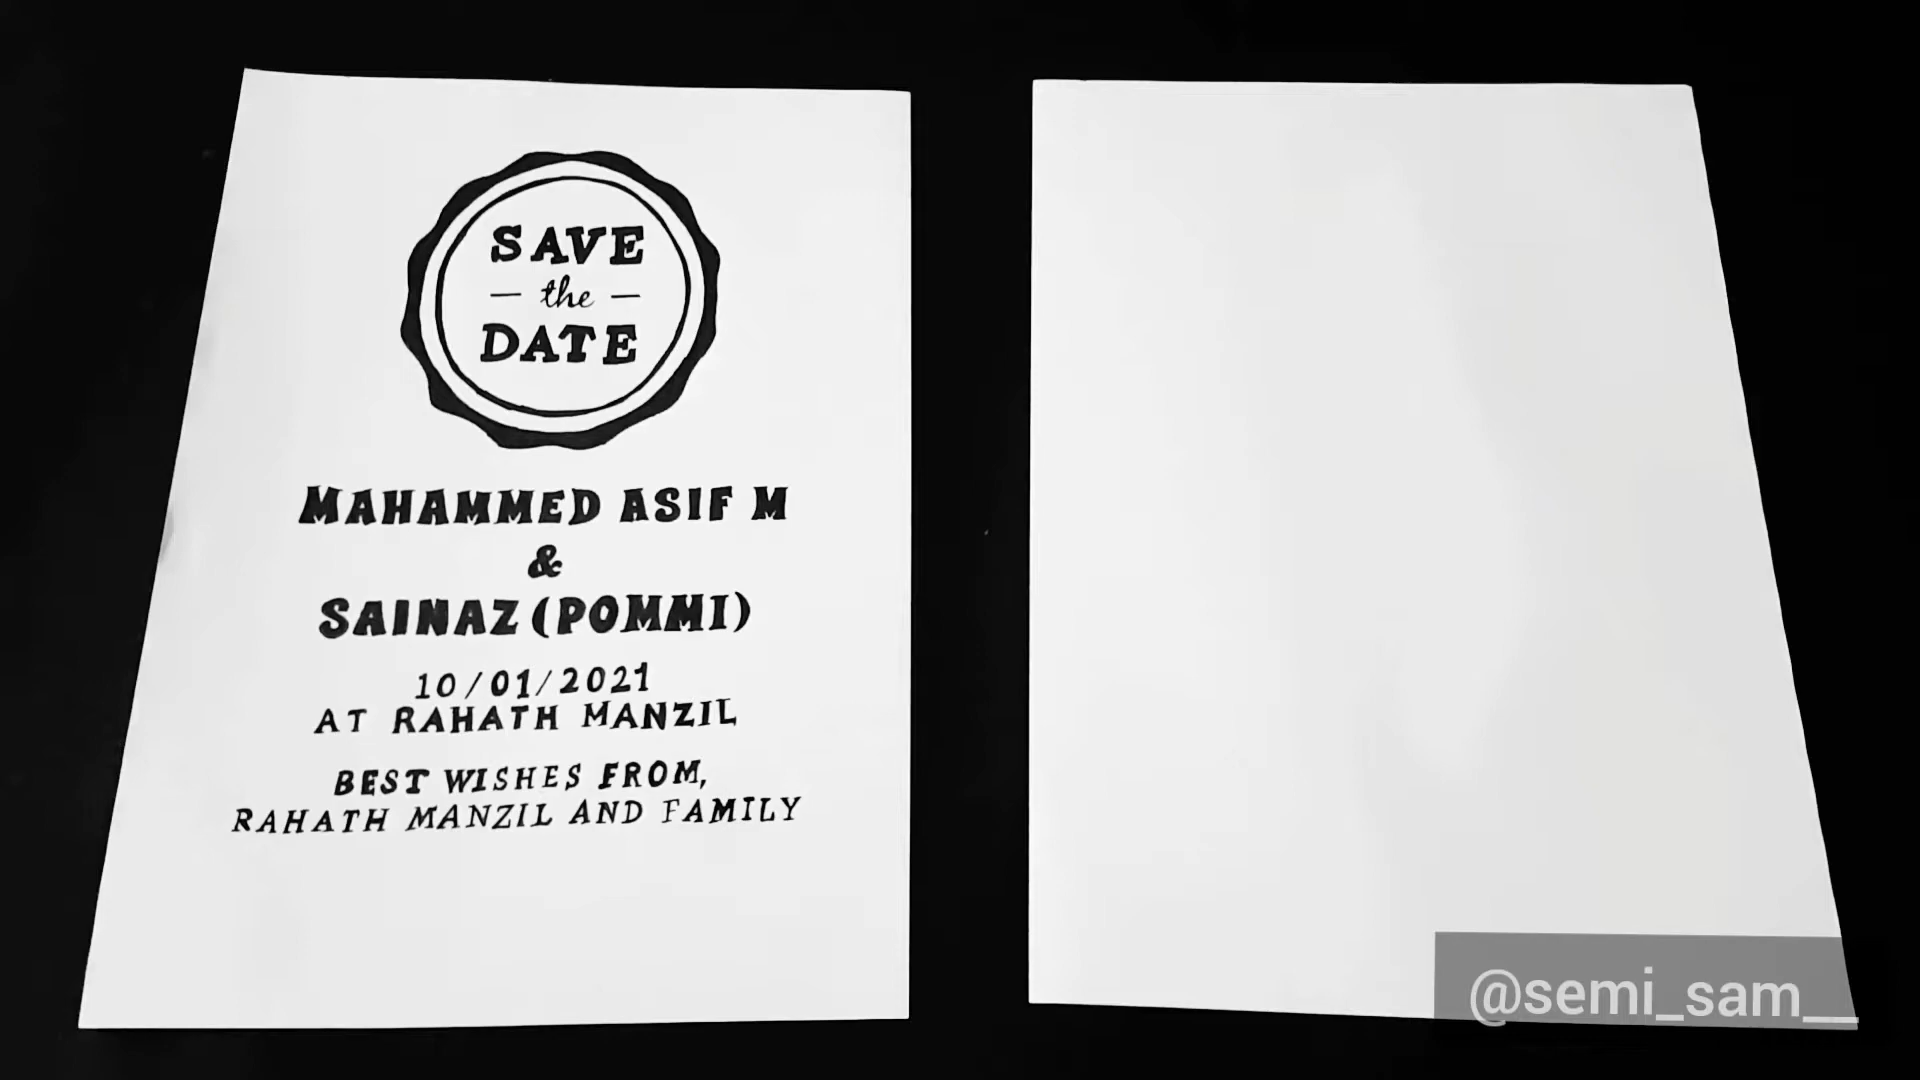 SAVE
— the —
DATE
MAHAMMED ASIF M
&
SAINAZ (POMMI)
10/01/2021
AT RAHATH MANZIL
BEST WISHES FROM,
RAHATH MANZIL AND FAMILY
@semi_sam__